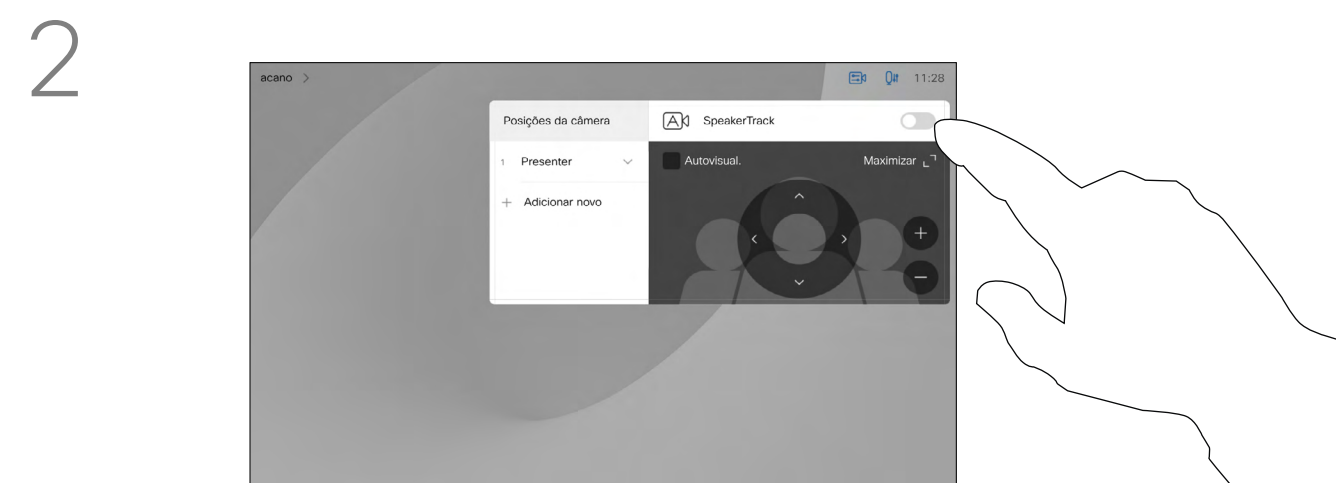 2
acano >
11:28
Posições da câmera
SpeakerTrack
1 Presenter
Autovisual.
Maximizar
+ Adicionar novo